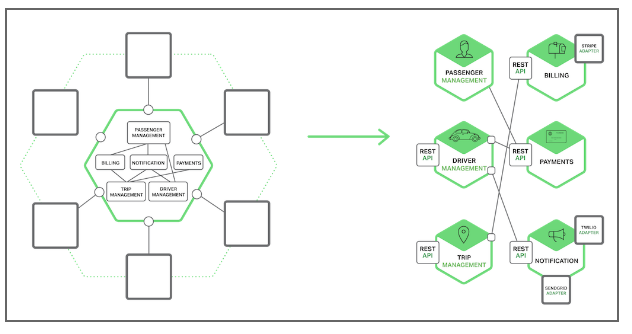 PASSENGER
MANAGEMENT
BILLING
NOTIFICATION
PAYMENTS
TRIP
MANAGEMENT
DRIVER
MANAGEMENT
PASSENGER
MANAGEMENT
REST
API
BILLING
STRIPE
ADAPTER
REST
API
DRIVER
MANAGEMENT
REST
API
PAYMENTS
REST
API
TRIP
MANAGEMENT
REST
API
NOTIFICATION
TWILIO
ADAPTER
SENDGRID
ADAPTER